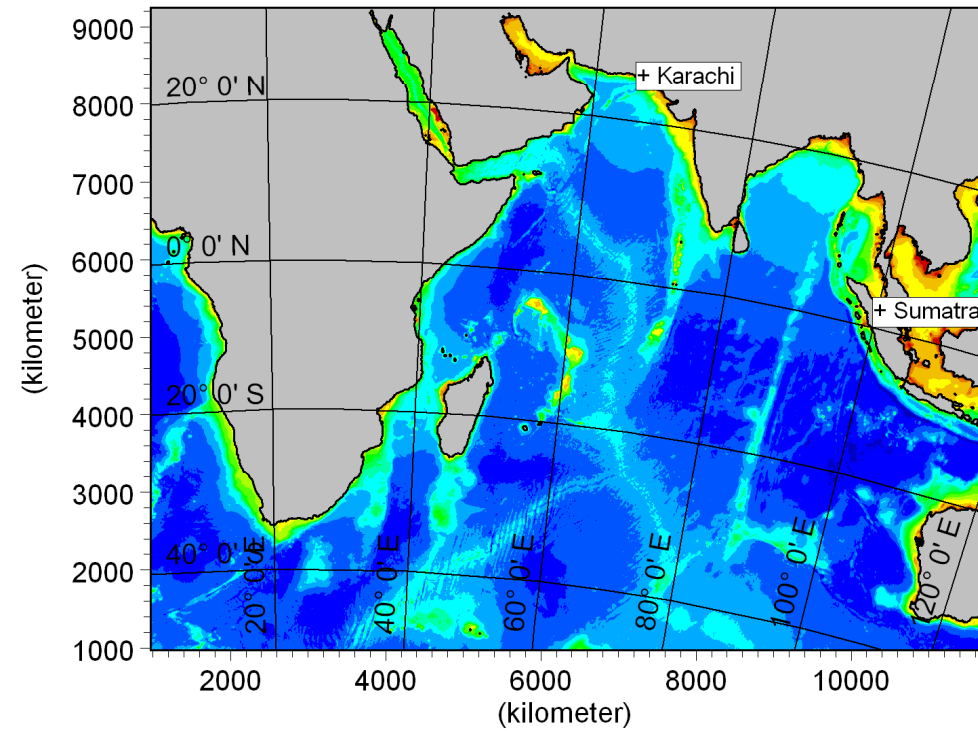 9000
8000
7000
6000
5000
4000
3000
2000
1000
(kilometer)
20° 0' N
0° 0' N
20° 0' S
40° 0' S
+ Karachi
+ Sumatra
20° 0' E
40° 0' E
60° 0' E
80° 0' E
100° 0' E
120° 0' E
2000
4000
6000
8000
10000
(kilometer)